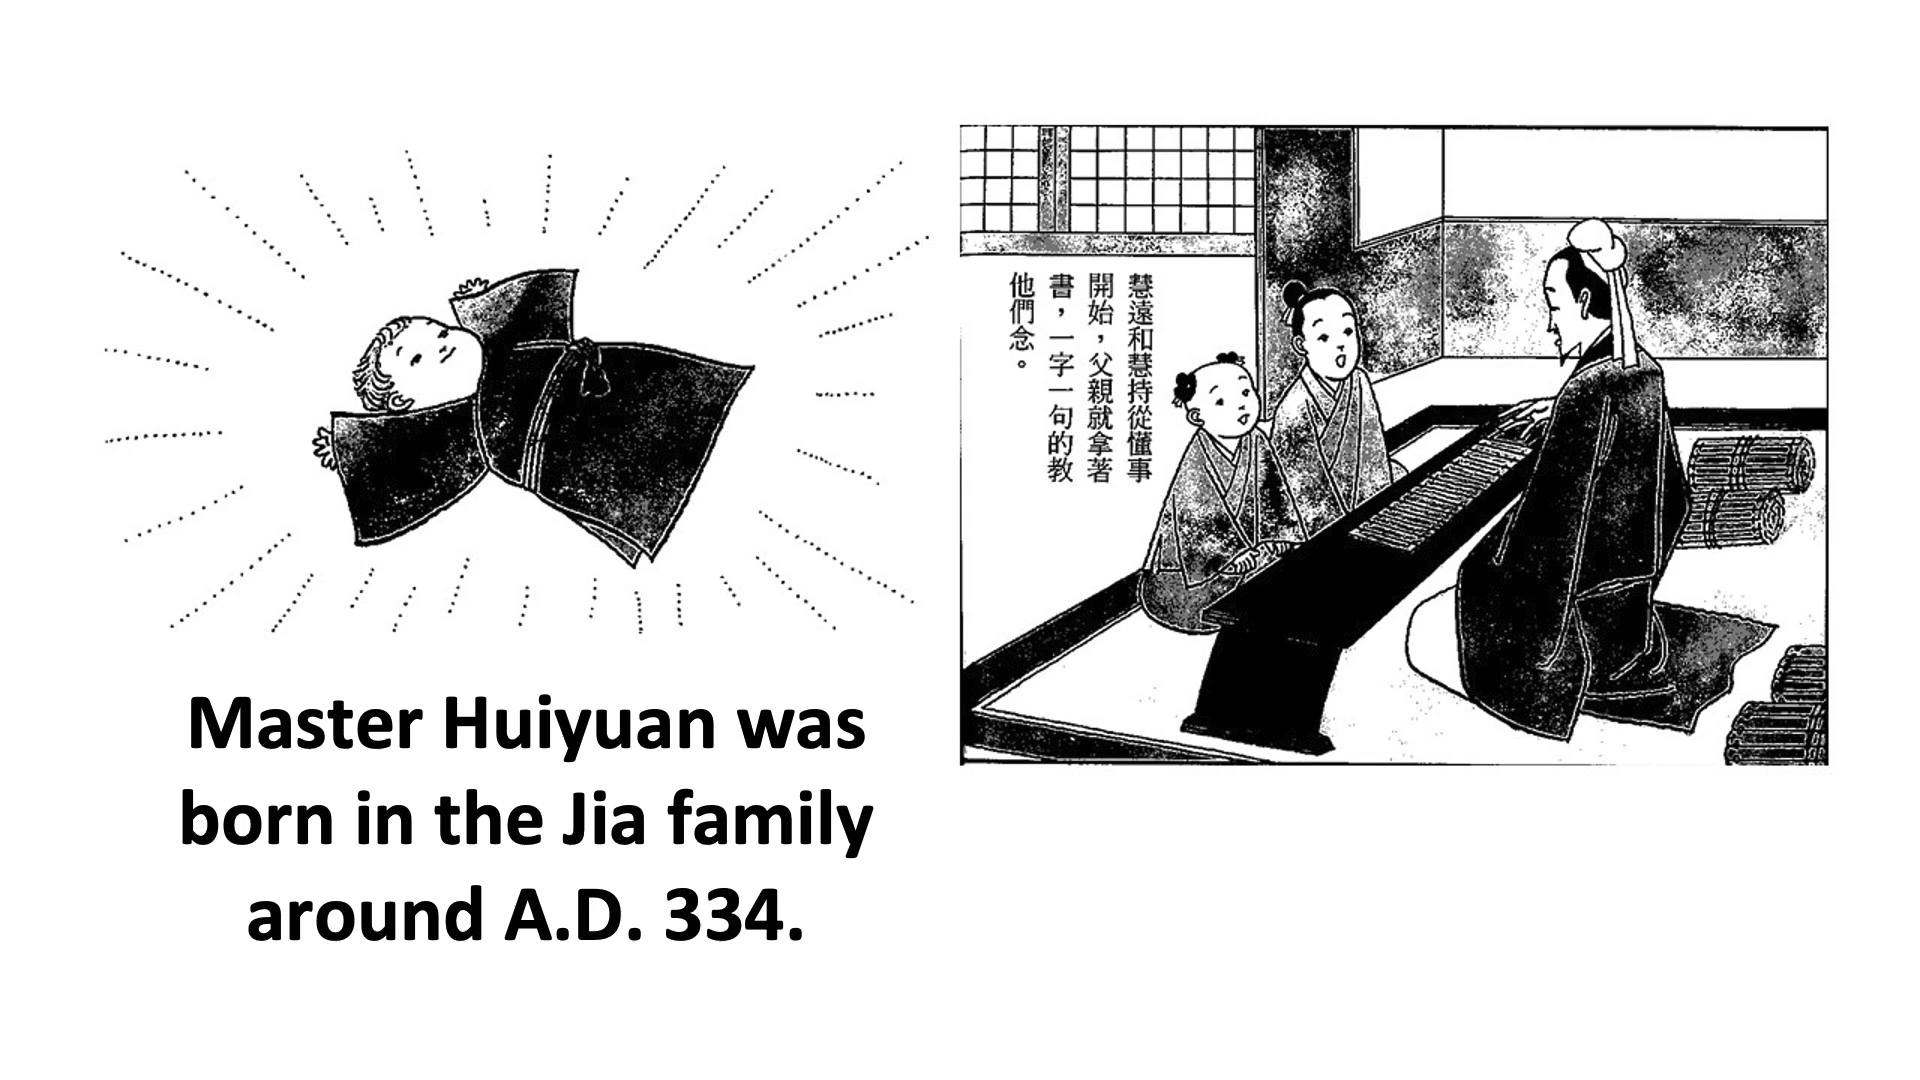 Master Huiyuan was
born in the Jia family
around A.D. 334.
慧遠和慧持從懂事
開始，父親就拿著
書，一字一句的教
他們念。